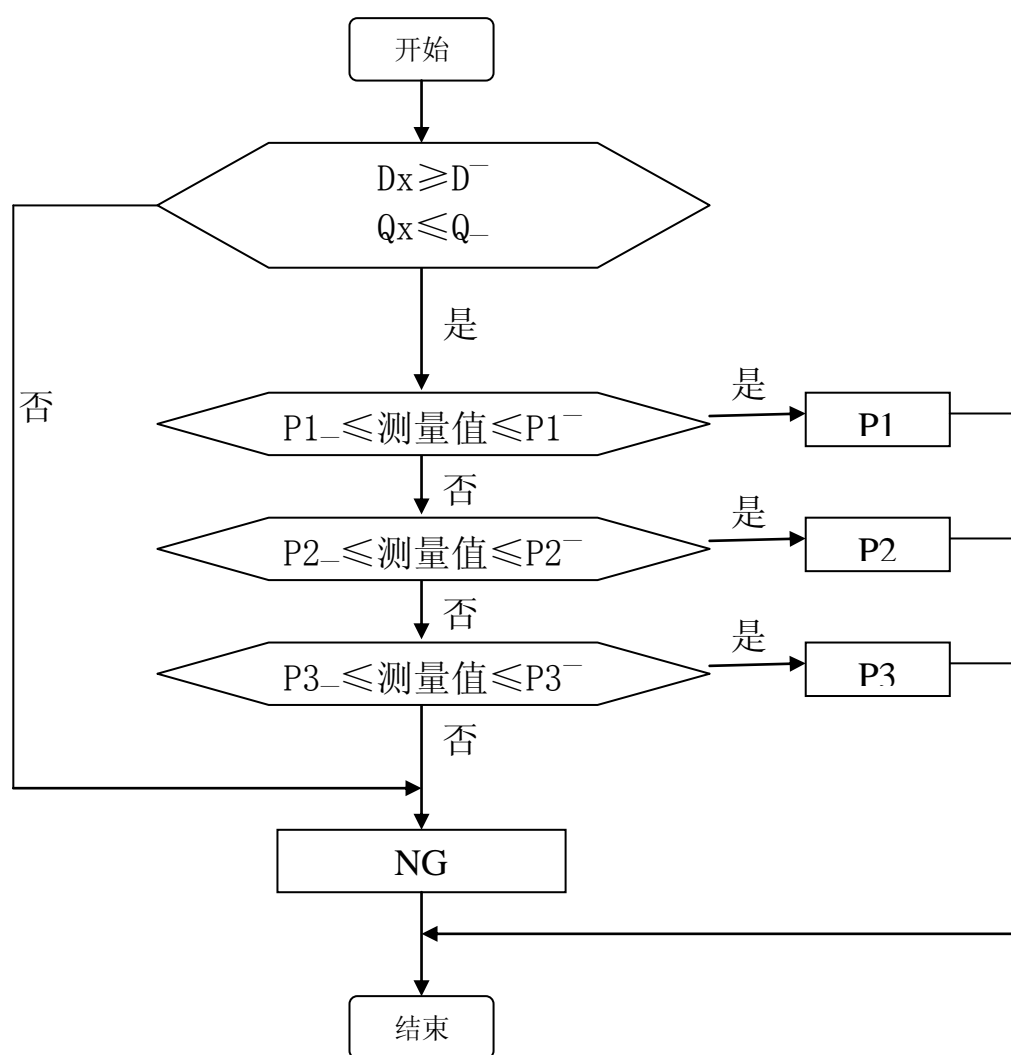 开始
Dx≥D¯
Qx≤Q_
是
否
P1_≤测量值≤P1¯
是
P1
否
P2_≤测量值≤P2¯
是
P2
否
P3_≤测量值≤P3¯
是
P3
否
NG
结束